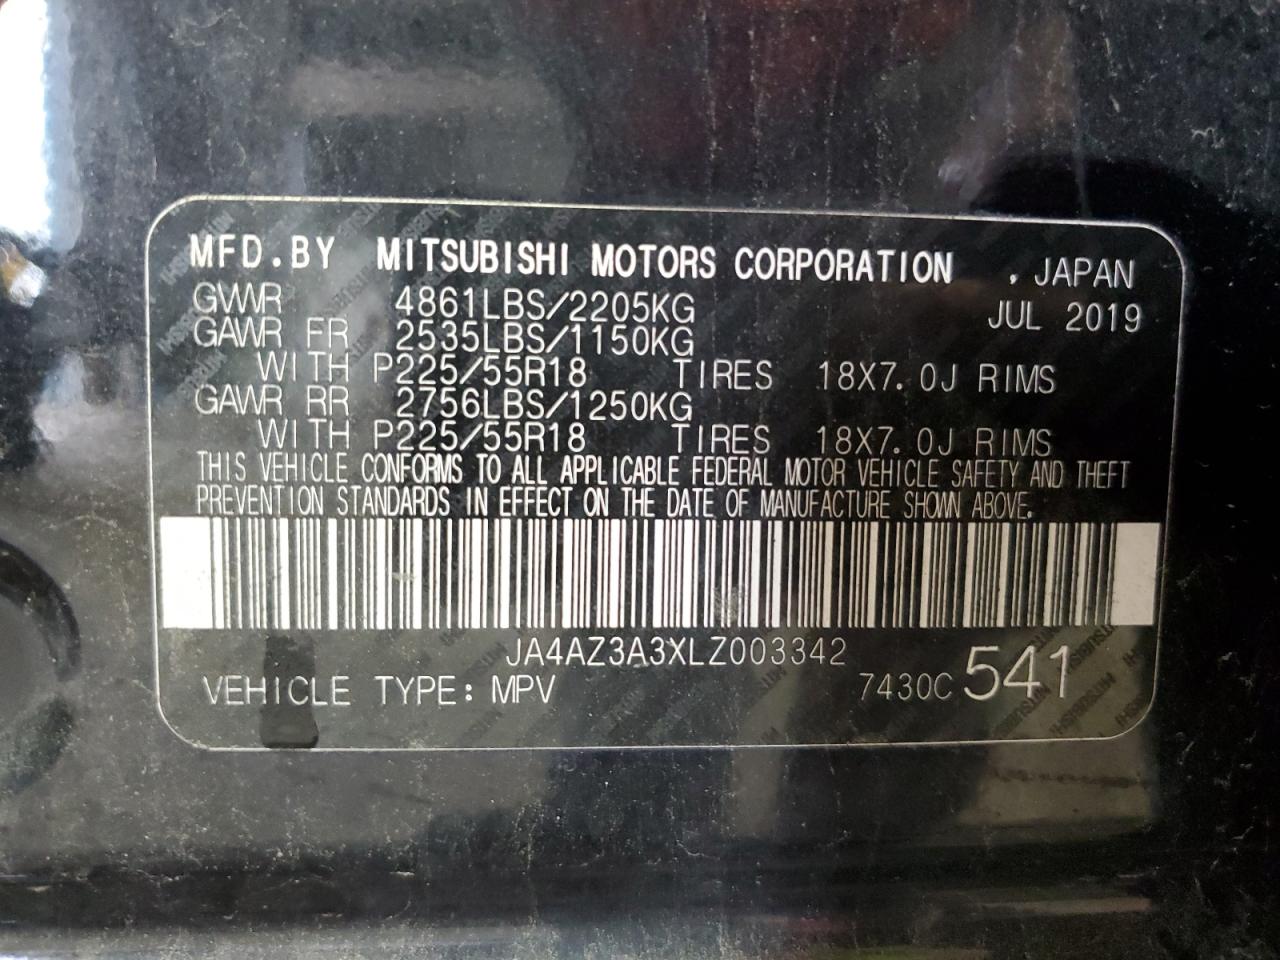 MFD.BY MITSUBISHI MOTORS CORPORATION , JAPAN
GVWR 4861LBS/2205KG JUL 2019
GAWR FR 2535LBS/1150KG
WITH P225/55R18 TIRES 18X7.0J RIMS
GAWR RR 2756LBS/1250KG
WITH P225/55R18 TIRES 18X7.0J RIMS
THIS VEHICLE CONFORMS TO ALL APPLICABLE FEDERAL MOTOR VEHICLE SAFETY AND THEFT
PREVENTION STANDARDS IN EFFECT ON THE DATE OF MANUFACTURE SHOWN ABOVE.
JA4AZ3A3XLZ003342
VEHICLE TYPE: MPV 7430C 541